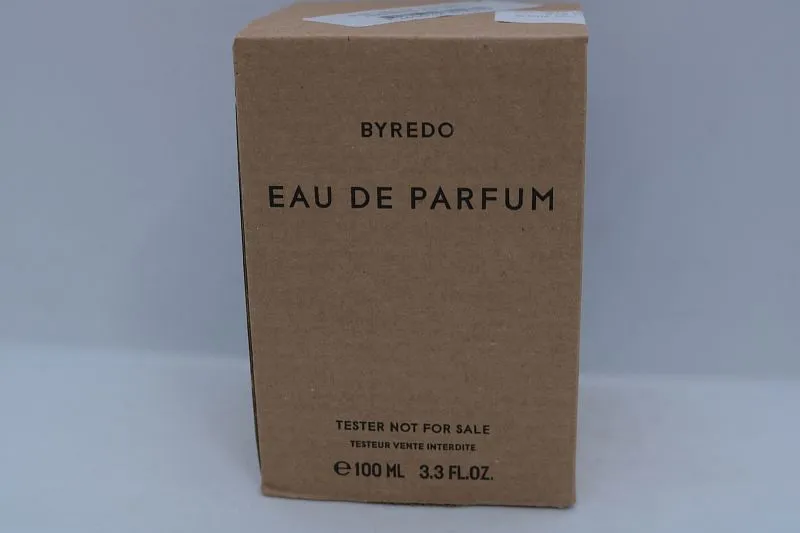 BYREDO
EAU DE PARFUM
TESTER NOT FOR SALE
TESTEUR VENTE INTERDITE
℮100 ML 3.3 FL.OZ.